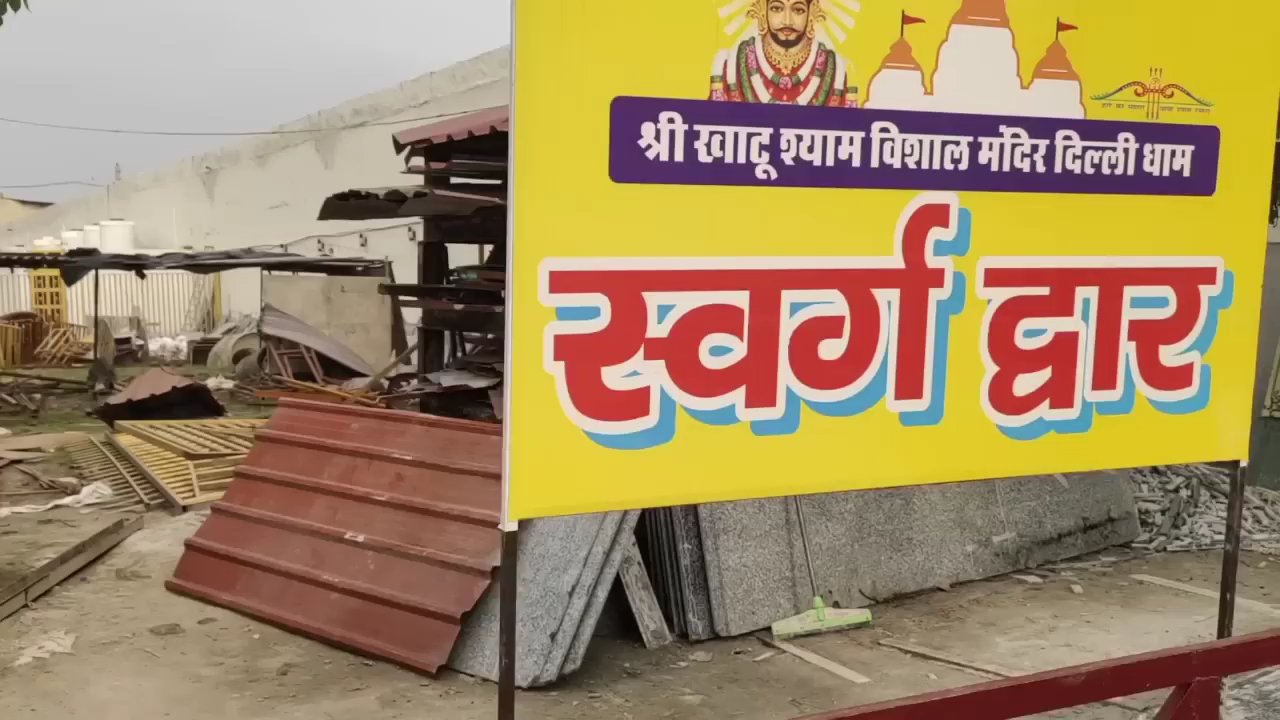 श्री खाटू श्याम विशाल मंदिर दिल्ली धाम
स्वर्ग द्वार